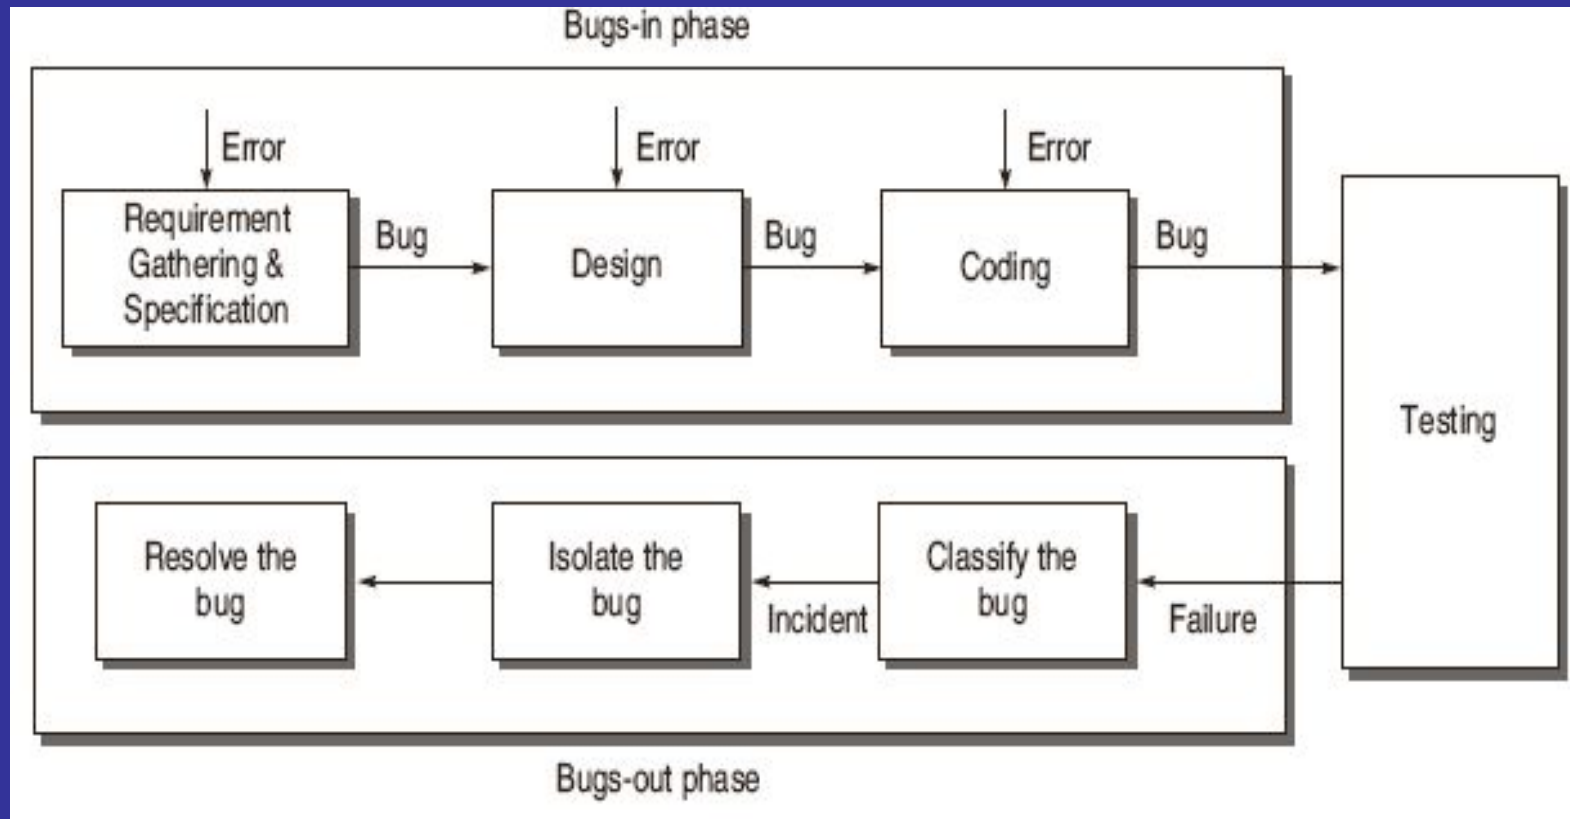 Bugs-in phase
Error
Error
Error
Requirement
Gathering &
Specification
Bug
Design
Bug
Coding
Bug
Testing
Resolve the
bug
Isolate the
bug
Incident
Classify the
bug
Failure
Bugs-out phase